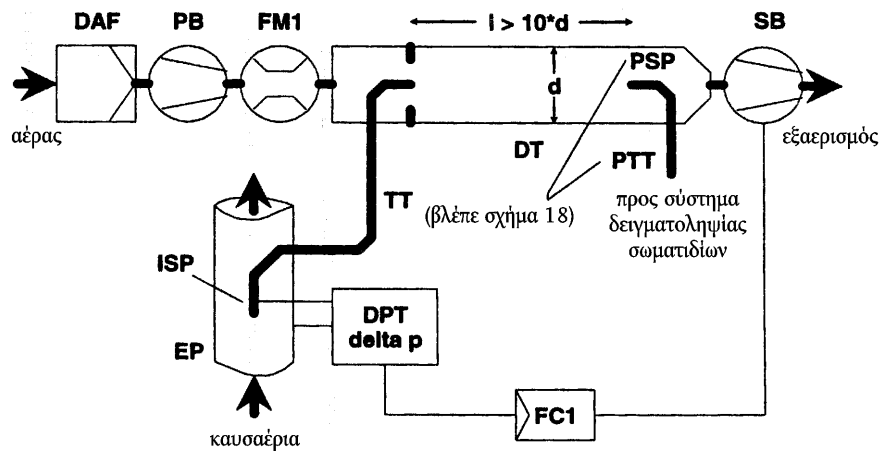 DAF PB FM1 l > 10*d SB
PSP
d
αέρας
εξαερισμός
DT PTT
TT
(βλέπε σχήμα 18)
προς σύστημα
δειγματοληψίας
σωματιδίων
ISP
DPT
delta p
EP
FC1
καυσαέρια